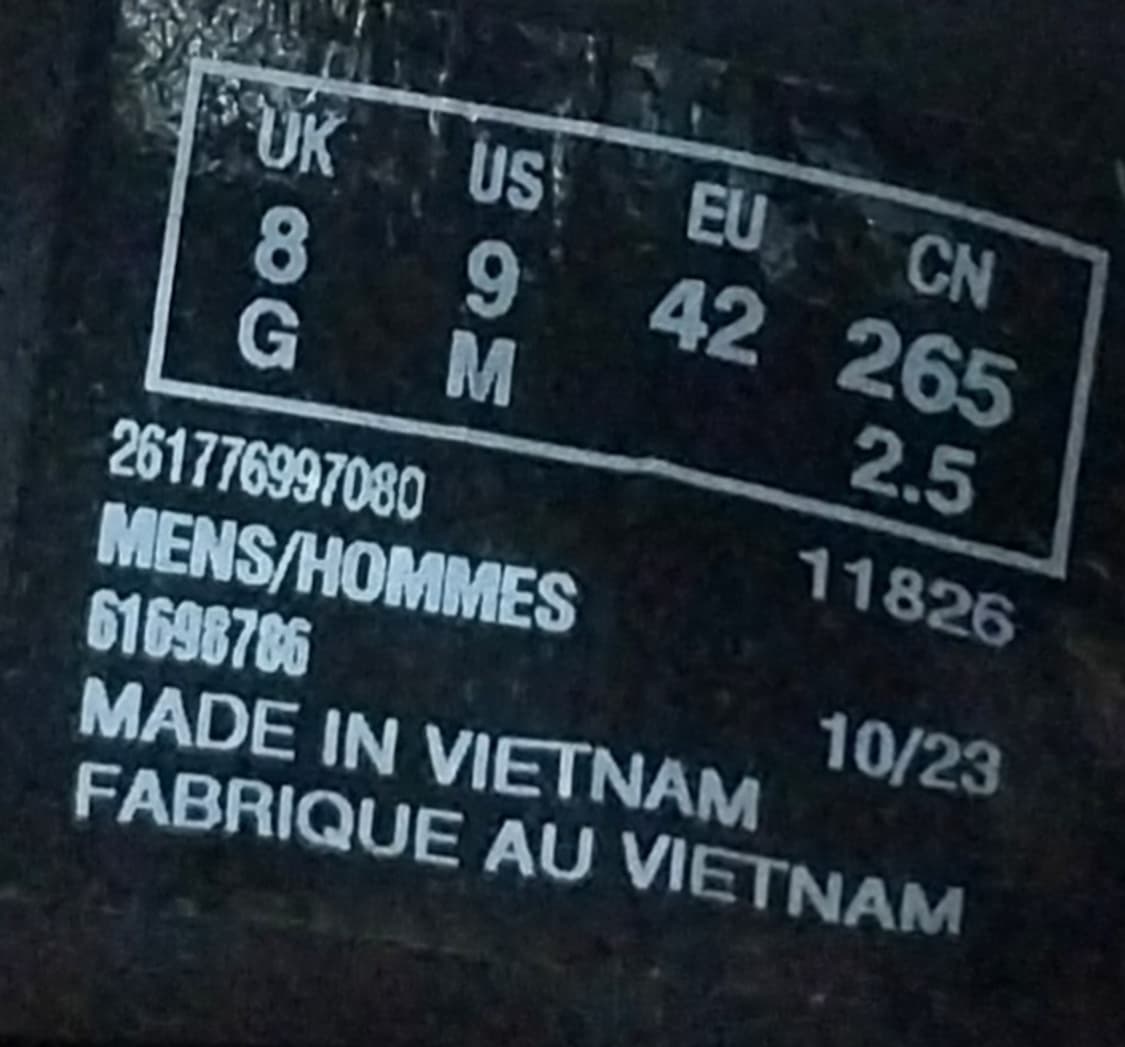 UK US EU CN
8 9 42 265
G M 2.5
261776997080
MENS/HOMMES 11826
61698786
MADE IN VIETNAM 10/23
FABRIQUE AU VIETNAM